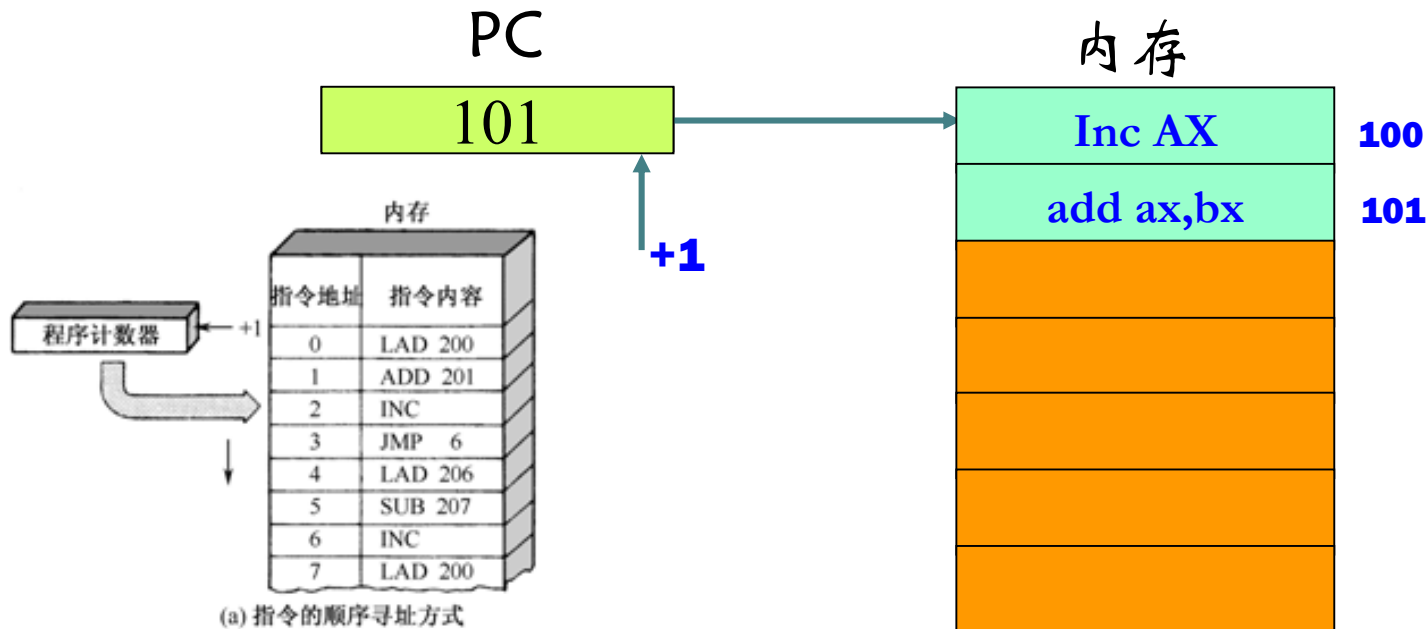 PC
内存
101
Inc AX 100
add ax,bx 101
+1
内存
指令地址 指令内容
程序计数器 +1
0 LAD 200
1 ADD 201
2 INC
3 JMP 6
4 LAD 206
5 SUB 207
6 INC
7 LAD 200
(a) 指令的顺序寻址方式